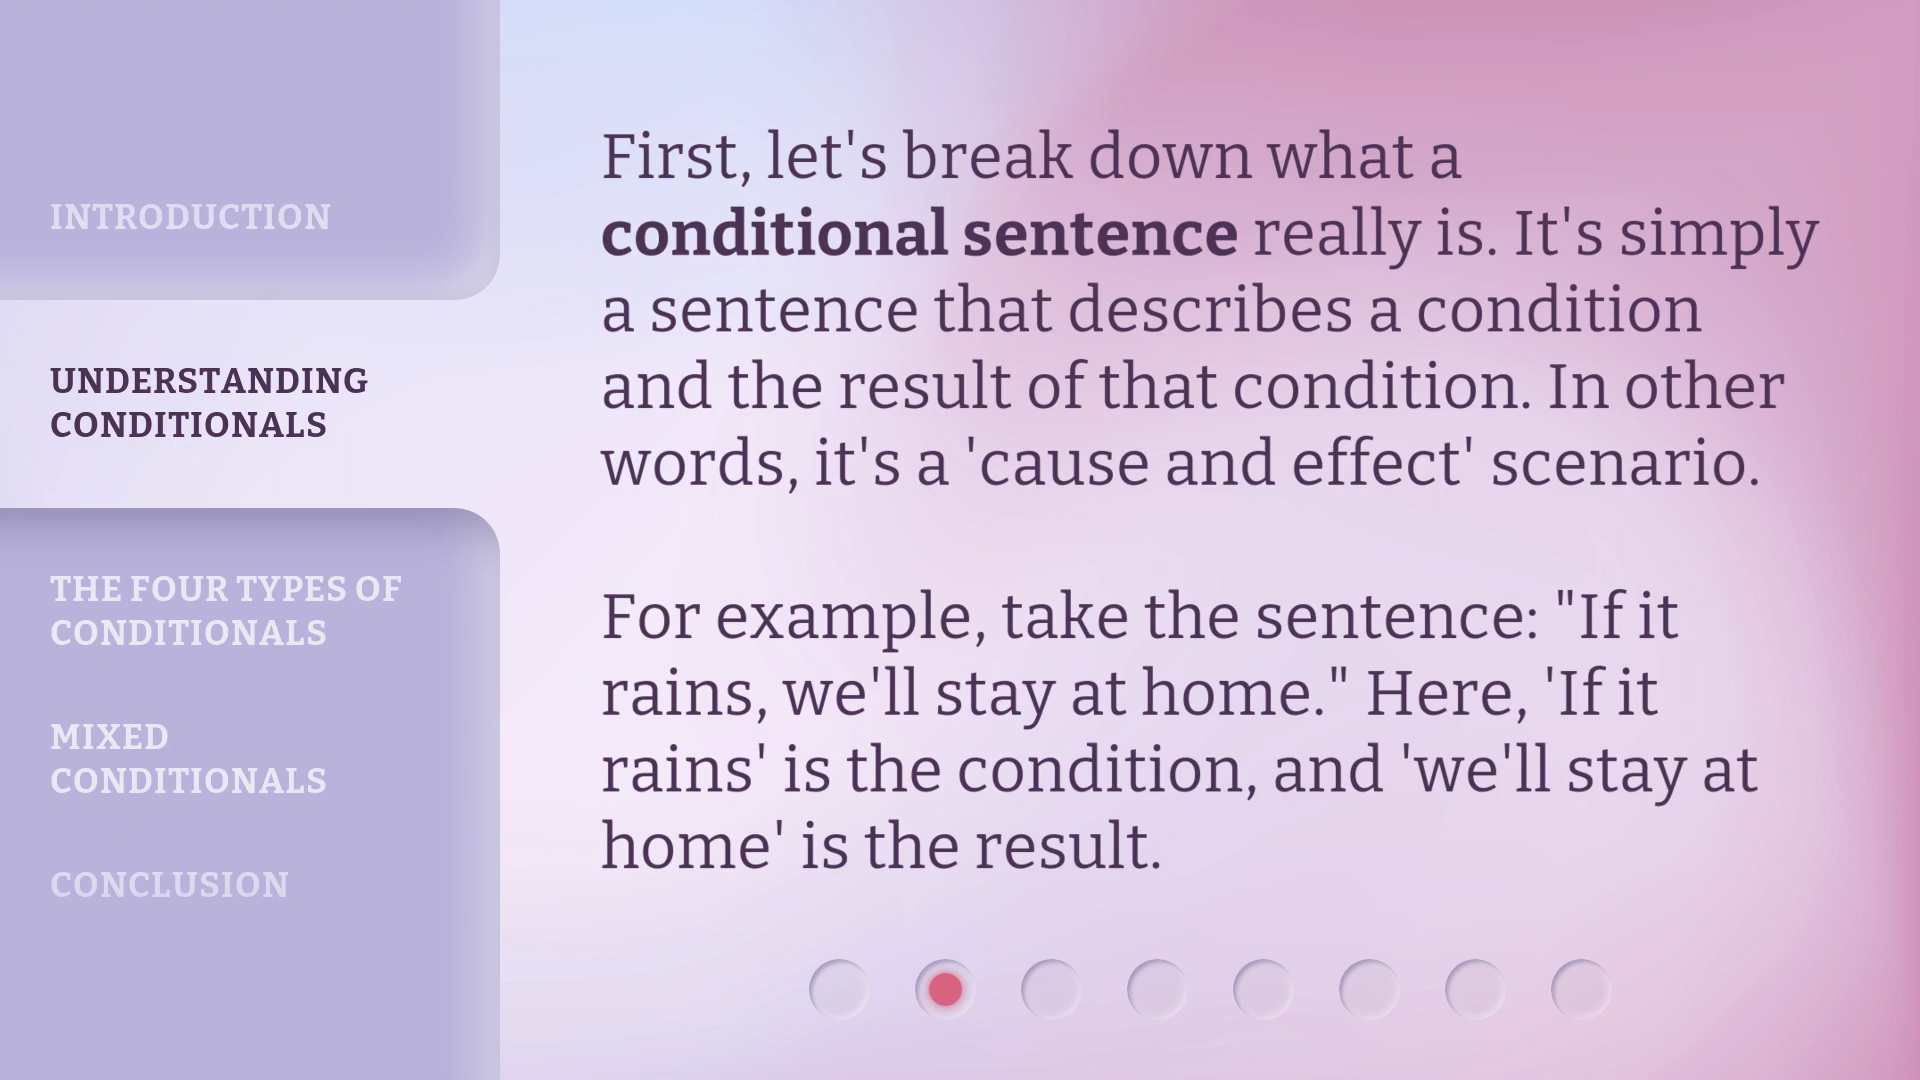 INTRODUCTION
UNDERSTANDING
CONDITIONALS
THE FOUR TYPES OF
CONDITIONALS
MIXED
CONDITIONALS
CONCLUSION
First, let's break down what a
conditional sentence really is. It's simply
a sentence that describes a condition
and the result of that condition. In other
words, it's a 'cause and effect' scenario.
For example, take the sentence: "If it
rains, we'll stay at home." Here, 'If it
rains' is the condition, and 'we'll stay at
home' is the result.